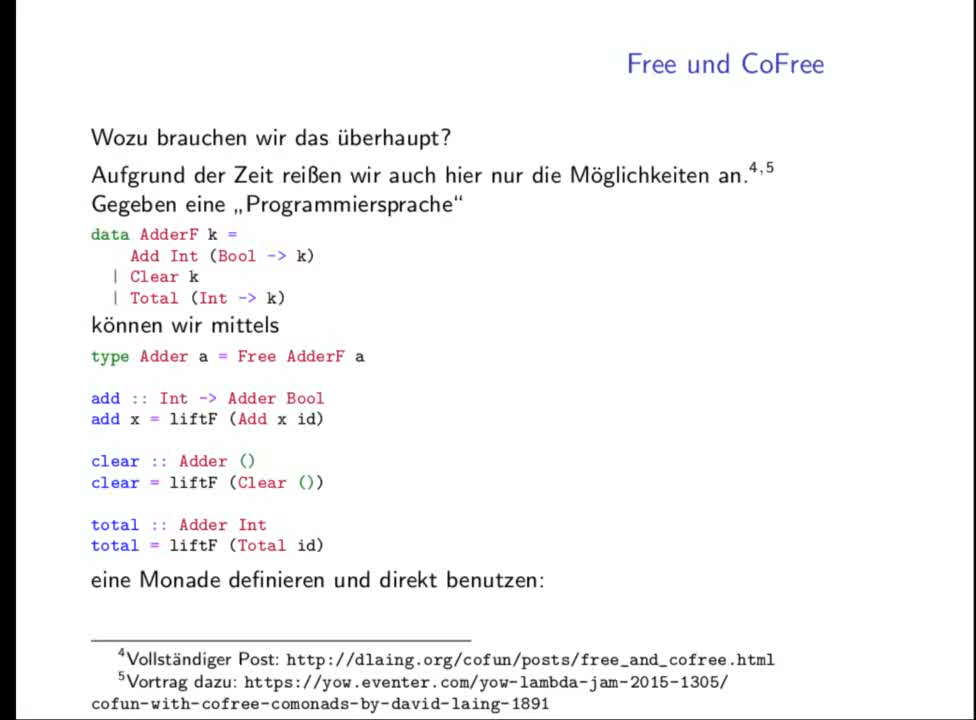 Free und CoFree
Wozu brauchen wir das überhaupt?
Aufgrund der Zeit reißen wir auch hier nur die Möglichkeiten an.⁴,⁵
Gegeben eine „Programmiersprache“
data AdderF k =
    Add Int (Bool -> k)
  | Clear k
  | Total (Int -> k)
können wir mittels
type Adder a = Free AdderF a
add :: Int -> Adder Bool
add x = liftF (Add x id)
clear :: Adder ()
clear = liftF (Clear ())
total :: Adder Int
total = liftF (Total id)
eine Monade definieren und direkt benutzen:
⁴Vollständiger Post: http://dlaing.org/cofun/posts/free_and_cofree.html
⁵Vortrag dazu: https://yow.eventer.com/yow-lambda-jam-2015-1305/
cofun-with-cofree-comonads-by-david-laing-1891